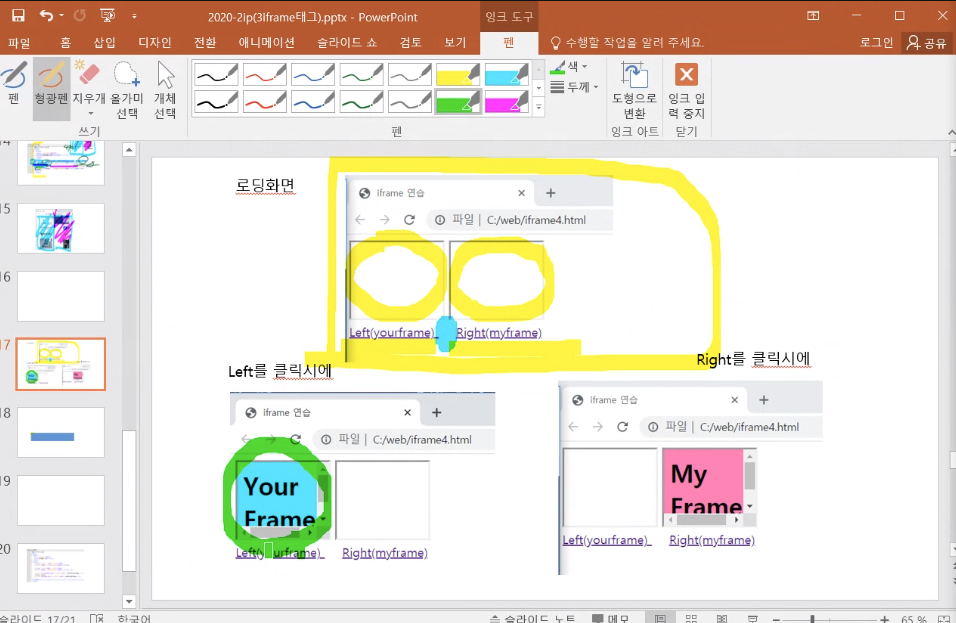 2020-2ip(3Iframe태그).pptx - PowerPoint
잉크 도구
파일 홈 삽입 디자인 전환 애니메이션 슬라이드 쇼 검토 보기 펜 수행할 작업을 알려 주세요. 로그인 공유
펜 형광펜 지우개 올가미 선택 개체 선택
색
두께
도형으로 변환
잉크 입력 중지
쓰기 펜 잉크 아트 닫기
15
16
17
18
19
20
로딩화면
Iframe 연습
파일 | C:/web/iframe4.html
Left(yourframe) Right(myframe)
Left를 클릭시에
Right를 클릭시에
Iframe 연습
파일 | C:/web/iframe4.html
Your
Frame
Left(yourframe) Right(myframe)
Iframe 연습
파일 | C:/web/iframe4.html
My
Frame
Left(yourframe) Right(myframe)
슬라이드 17/21 한국어 슬라이드 노트 메모 65 %